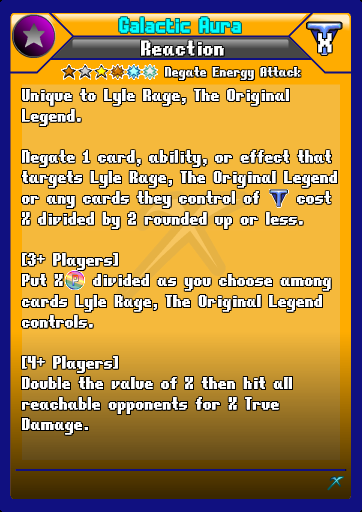 Galactic Aura
Reaction
X
Negate Energy Attack
Unique to Lyle Rage, The Original
Legend.
Negate 1 card, ability, or effect that
targets Lyle Rage, The Original Legend
or any cards they control of cost
X divided by 2 rounded up or less.
[3+ Players]
Put X divided as you choose among
cards Lyle Rage, The Original Legend
controls.
[4+ Players]
Double the value of X then hit all
reachable opponents for X True
Damage.